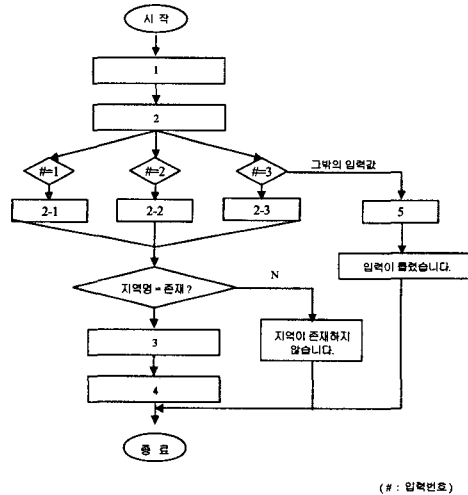 시 작
1
2
#=1
#=2
#=3
그밖의 입력값
2-1
2-2
2-3
5
입력이 틀렸습니다.
지역명 = 존재 ?
N
지역이 존재하지
않습니다.
3
4
종 료
( # : 입력번호 )